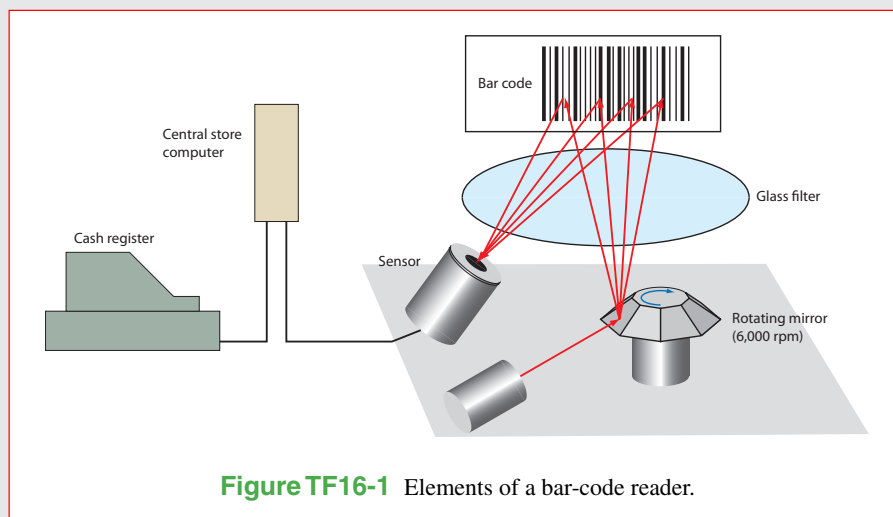 Bar code
Central store
computer
Glass filter
Cash register
Sensor
Rotating mirror
(6,000 rpm)
Figure TF16-1 Elements of a bar-code reader.